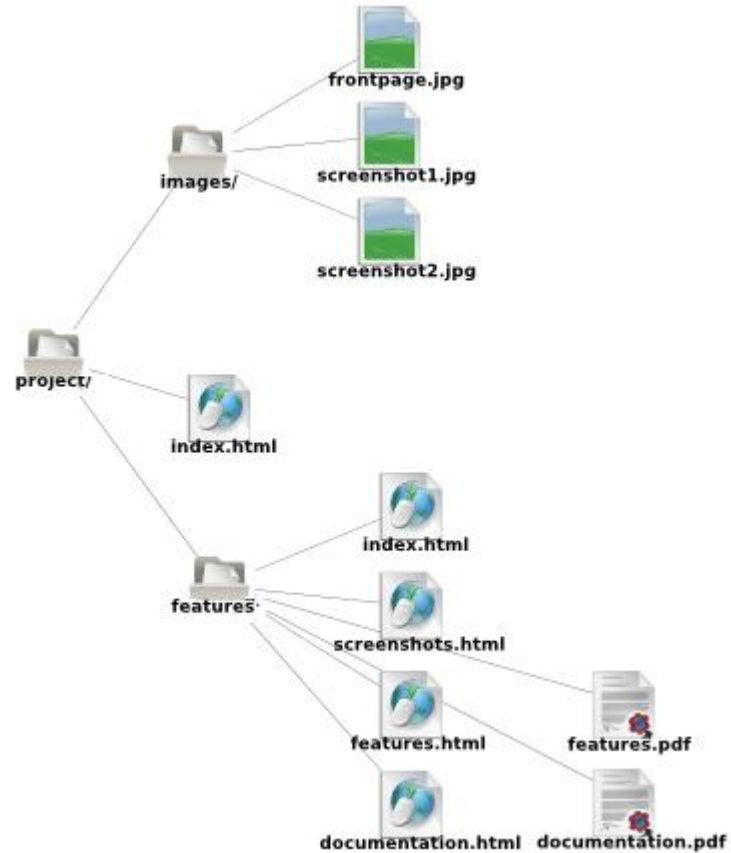 frontpage.jpg
screenshot1.jpg
images/
screenshot2.jpg
project/
index.html
index.html
features
screenshots.html
features.html
features.pdf
documentation.html
documentation.pdf